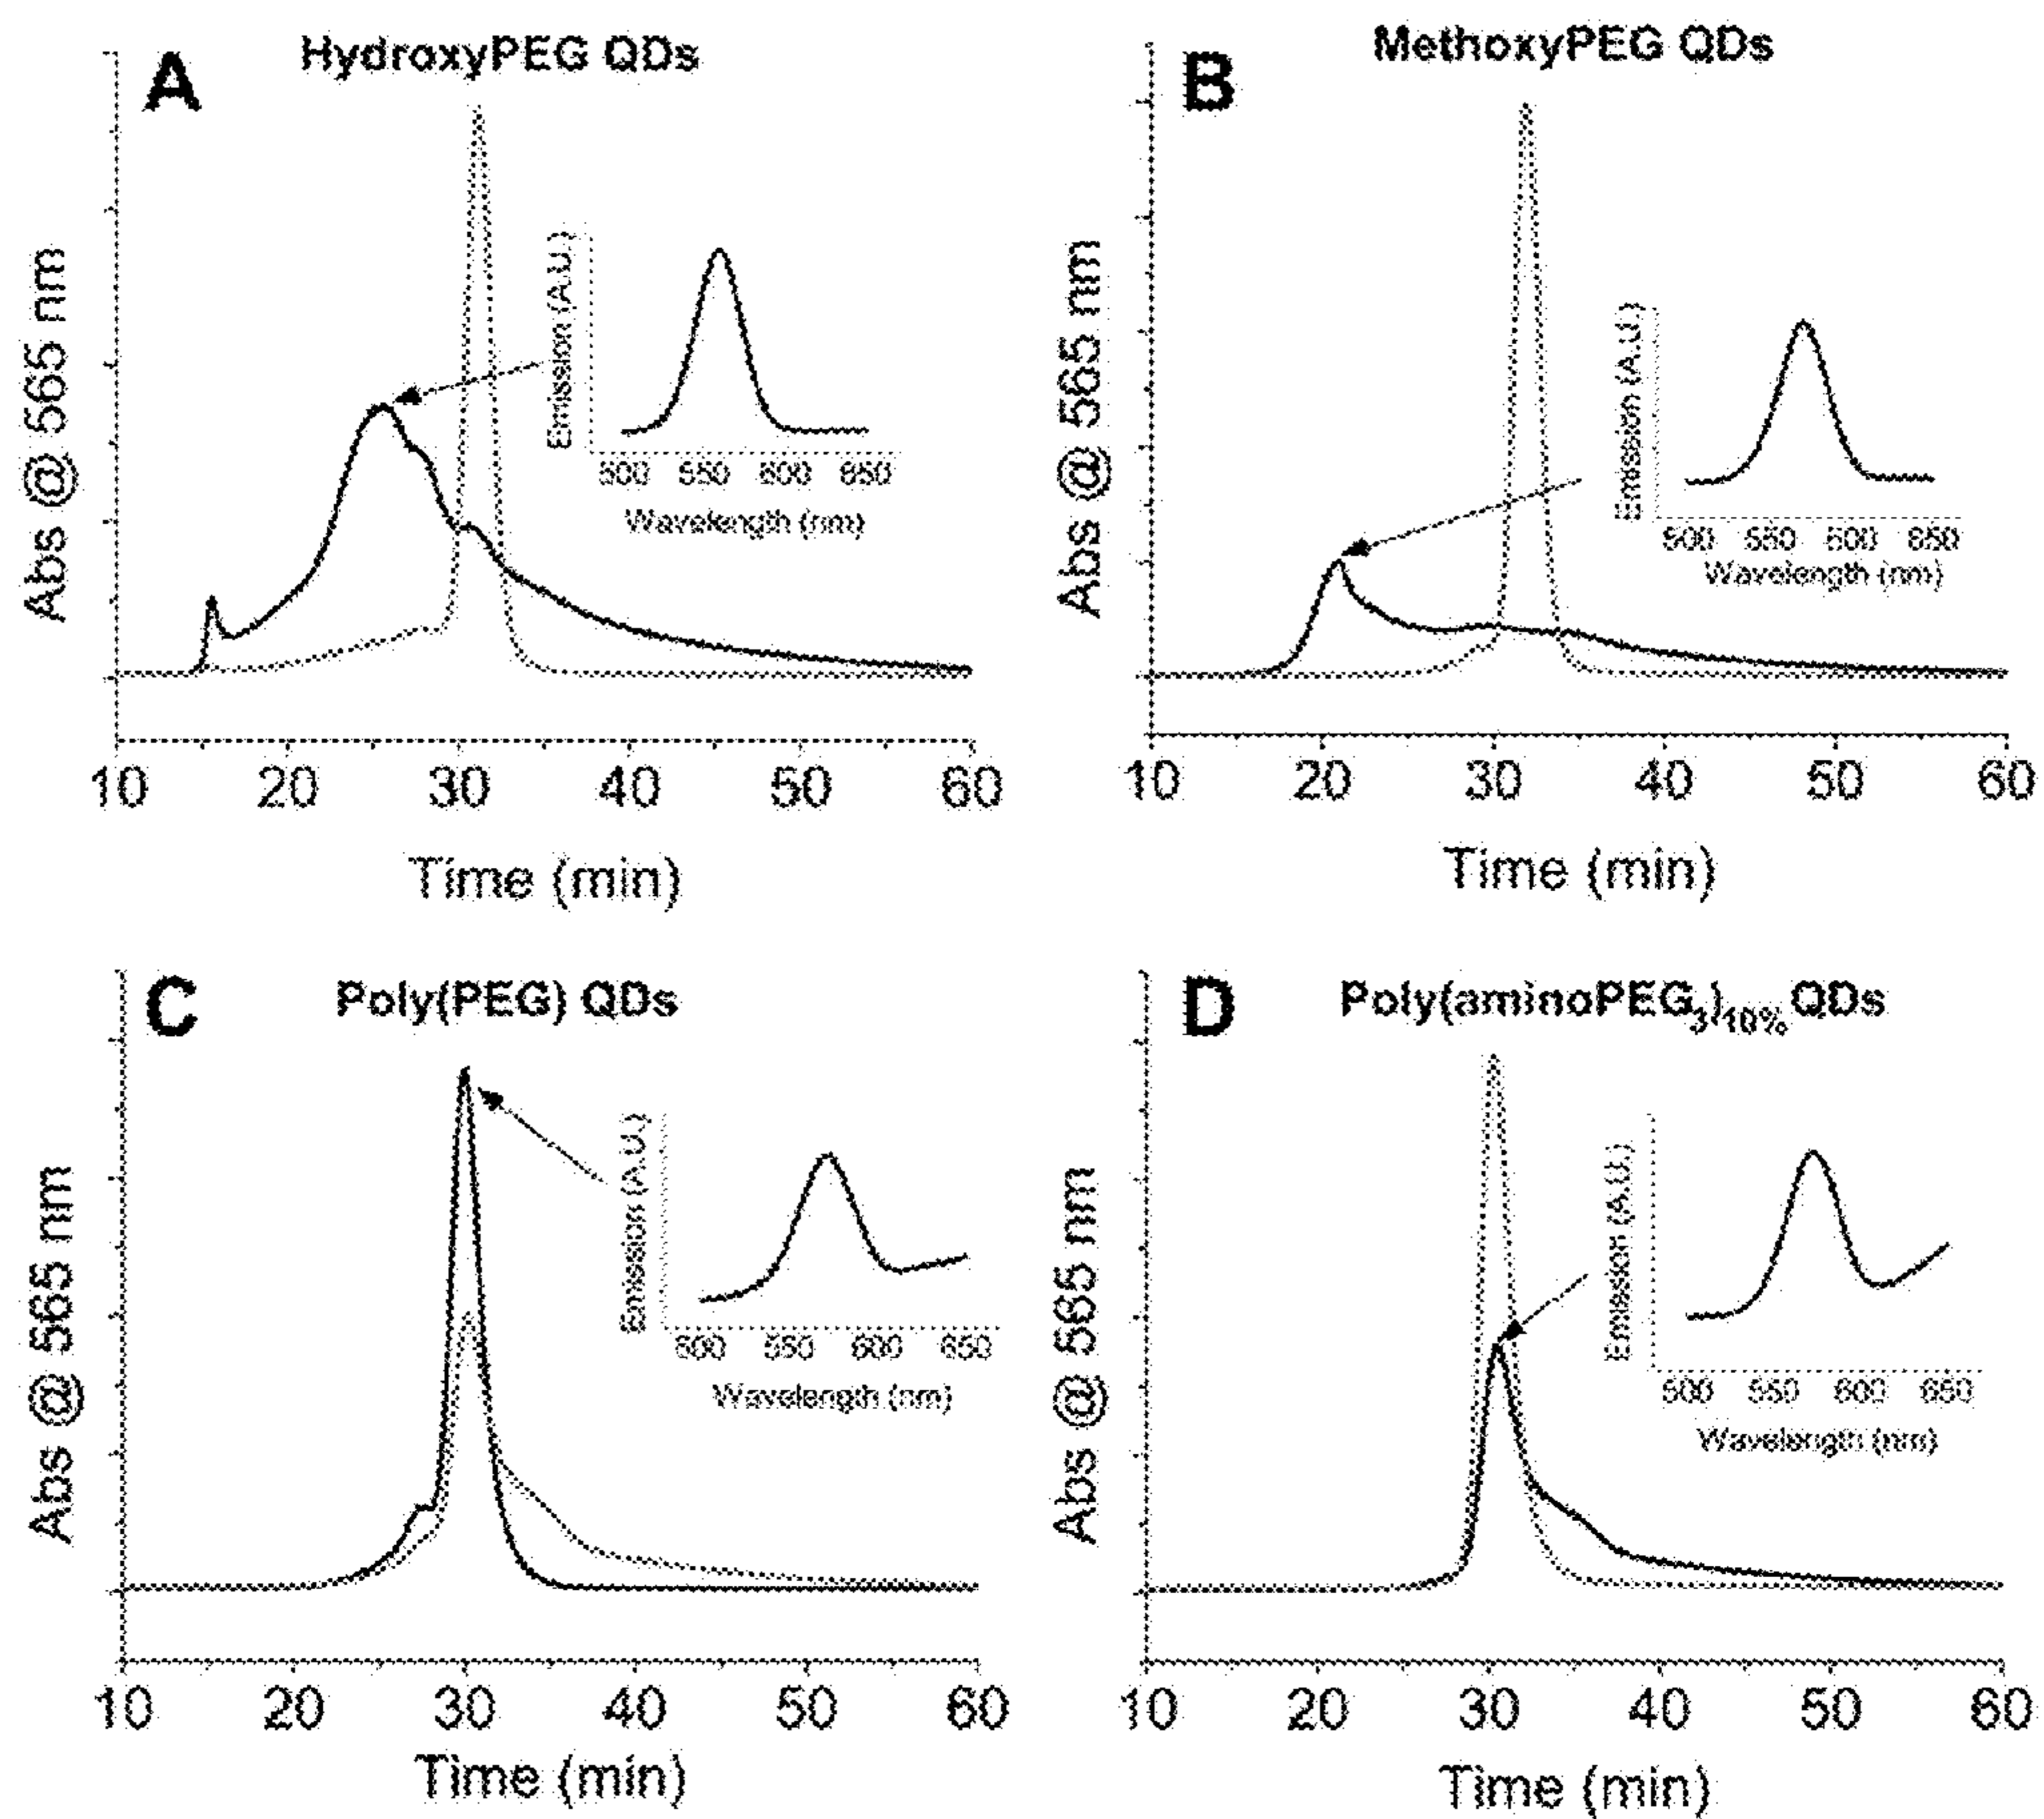 A
HydroxyPEG QDs
Abs @ 565 nm
Emission (A.U.)
500 550 600 650
Wavelength (nm)
10 20 30 40 50 60
Time (min)
B
MethoxyPEG QDs
Abs @ 565 nm
Emission (A.U.)
500 550 600 650
Wavelength (nm)
10 20 30 40 50 60
Time (min)
C
Poly(PEG) QDs
Abs @ 565 nm
Emission (A.U.)
500 550 600 650
Wavelength (nm)
10 20 30 40 50 60
Time (min)
D
Poly(aminoPEG3)10% QDs
Abs @ 565 nm
Emission (A.U.)
500 550 600 650
Wavelength (nm)
10 20 30 40 50 60
Time (min)